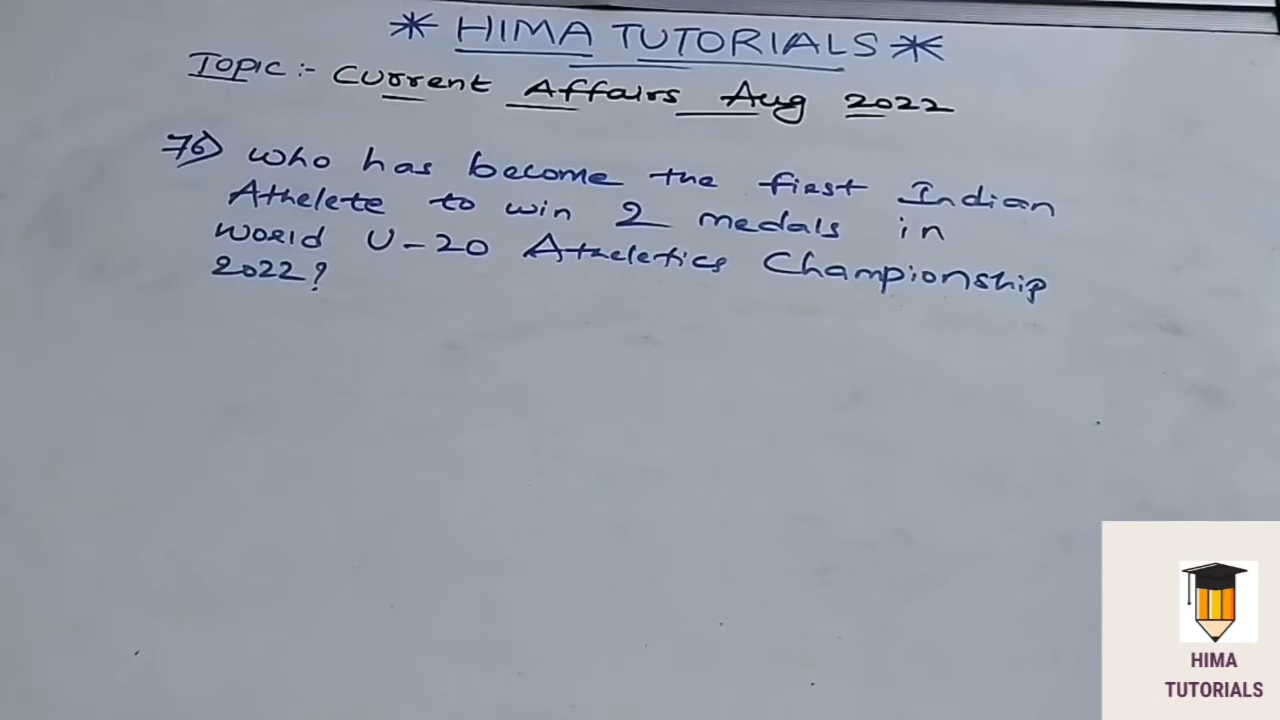 * HIMA TUTORIALS *
Topic:- Current Affairs Aug 2022
76) who has become the first Indian
Athelete to win 2 medals in
World U-20 Atheletics Championship
2022?
HIMA
TUTORIALS